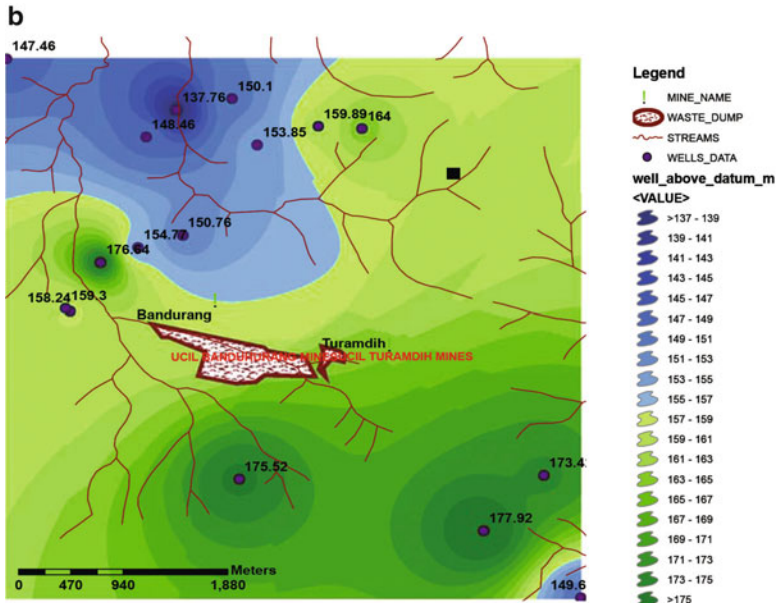 b
147.46
137.76
150.1
148.46
153.85
159.89
164
154.77
150.76
176.64
158.24
159.3
Bandurang
Turamdih
175.52
173.4
177.92
149.6
Meters
0 470 940 1,880
Legend
MINE_NAME
WASTE_DUMP
STREAMS
WELLS_DATA
well_above_datum_m
<VALUE>
>137 - 139
139 - 141
141 - 143
143 - 145
145 - 147
147 - 149
149 - 151
151 - 153
153 - 155
155 - 157
157 - 159
159 - 161
161 - 163
163 - 165
165 - 167
167 - 169
169 - 171
171 - 173
173 - 175
>175